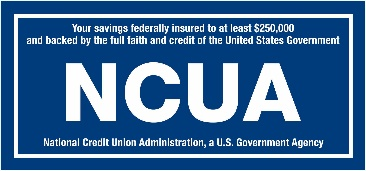 Your savings federally insured to at least $250,000
and backed by the full faith and credit of the United States Government
NCUA
National Credit Union Administration, a U.S. Government Agency